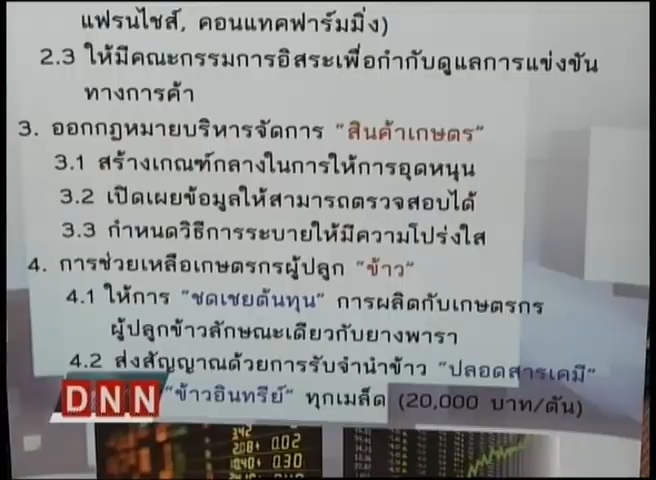 แฟรนไชส์, คอนแทคฟาร์มมิ่ง)
2.3 ให้มีคณะกรรมการอิสระเพื่อกำกับดูแลการแข่งขัน
ทางการค้า
3. ออกกฎหมายบริหารจัดการ "สินค้าเกษตร"
3.1 สร้างเกณฑ์กลางในการให้การอุดหนุน
3.2 เปิดเผยข้อมูลให้สามารถตรวจสอบได้
3.3 กำหนดวิธีการระบายให้มีความโปร่งใส
4. การช่วยเหลือเกษตรกรผู้ปลูก "ข้าว"
4.1 ให้การ "ชดเชยต้นทุน" การผลิตกับเกษตรกร
ผู้ปลูกข้าวลักษณะเดียวกับยางพารา
4.2 ส่งสัญญาณด้วยการรับจำนำข้าว "ปลอดสารเคมี"
DNN "ข้าวอินทรีย์" ทุกเมล็ด (20,000 บาท/ตัน)
342
208 0.02
10.40 0.30